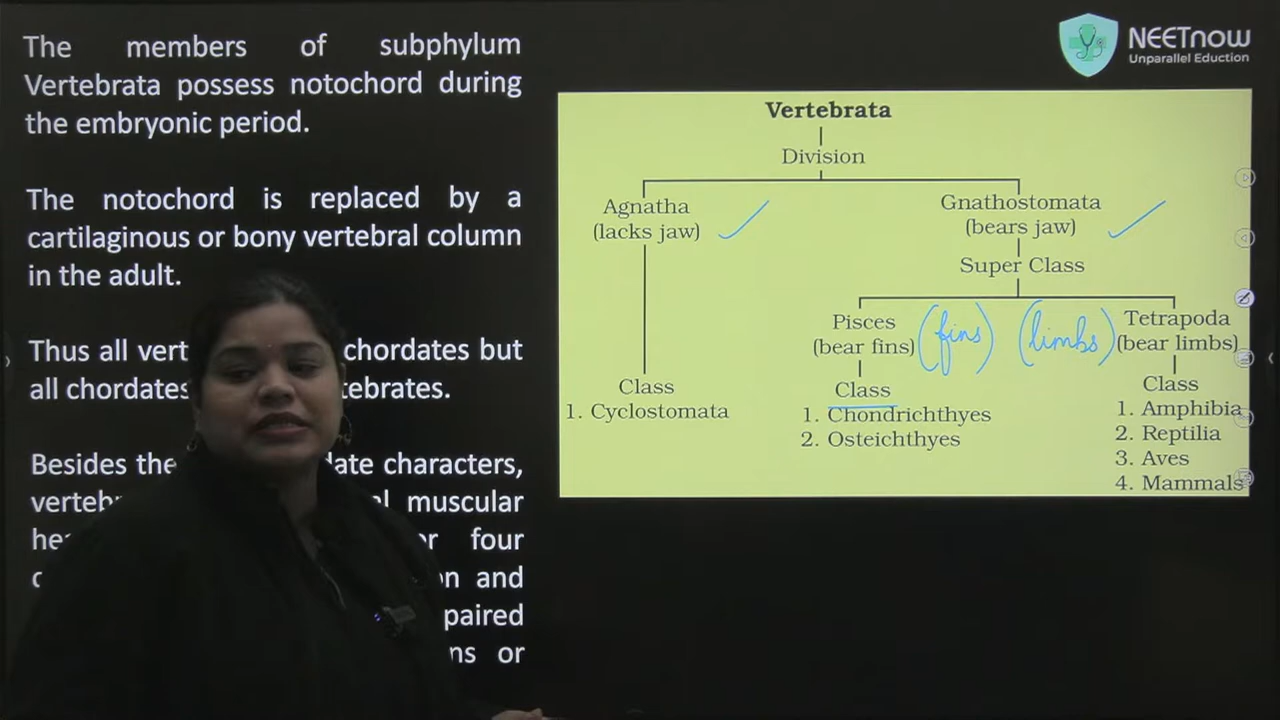 The members of subphylum
Vertebrata possess notochord during
the embryonic period.
The notochord is replaced by a
cartilaginous or bony vertebral column
in the adult.
Thus all vert chordates but
all chordates tebrates.
Besides the date characters,
verteb al muscular
he or four
on and
paired
ns or
NEETnow
Unparallel Eduction
Vertebrata
Division
Agnatha
(lacks jaw)
Gnathostomata
(bears jaw)
Super Class
Pisces
(bear fins)
(fins)
(limbs)
Tetrapoda
(bear limbs)
Class
1. Cyclostomata
Class
1. Chondrichthyes
2. Osteichthyes
Class
1. Amphibia
2. Reptilia
3. Aves
4. Mammals